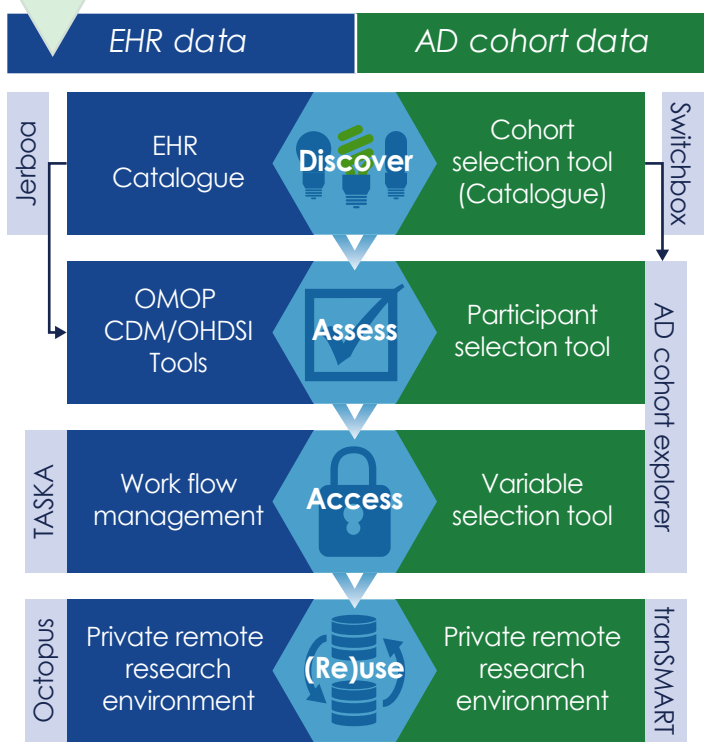 EHR data
AD cohort data
Jerboa
EHR
Catalogue
Discover
Cohort
selection tool
(Catalogue)
Switchbox
OMOP
CDM/OHDSI
Tools
Assess
Participant
selecton tool
AD cohort explorer
TASKA
Work flow
management
Access
Variable
selection tool
Octopus
Private remote
research
environment
(Re)use
Private remote
research
environment
tranSMART